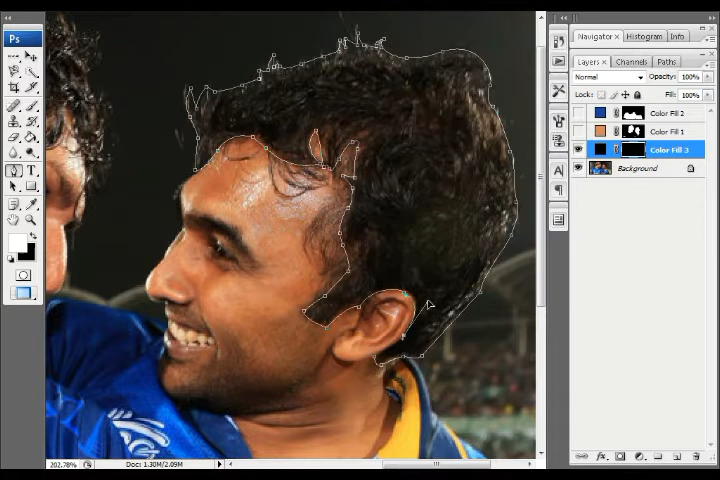 Ps
Navigator × Histogram Info
Layers × Channels Paths
Normal Opacity: 100%
Lock: Fill: 100%
Color Fill 2
Color Fill 1
Color Fill 3
Background
T
A
202.78% Doc: 1.30M/2.09M